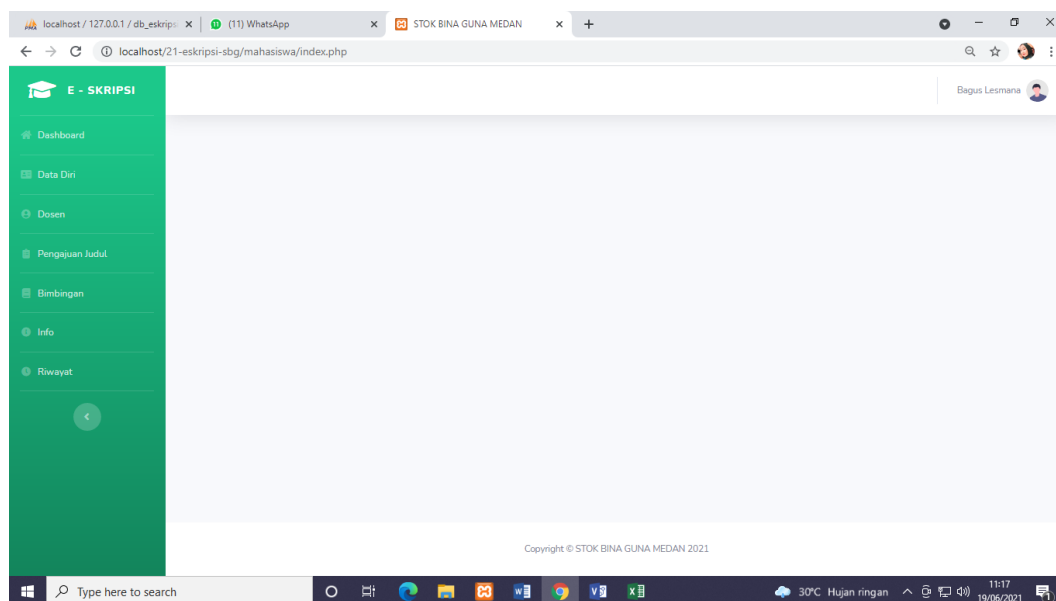 localhost / 127.0.0.1 / db_eskrips
(11) WhatsApp
STOK BINA GUNA MEDAN
localhost/21-eskripsi-sbg/mahasiswa/index.php
E - SKRIPSI
Bagus Lesmana
Dashboard
Data Diri
Dosen
Pengajuan Judul
Bimbingan
Info
Riwayat
Copyright © STOK BINA GUNA MEDAN 2021
Type here to search
30°C Hujan ringan
11:17
19/06/2021